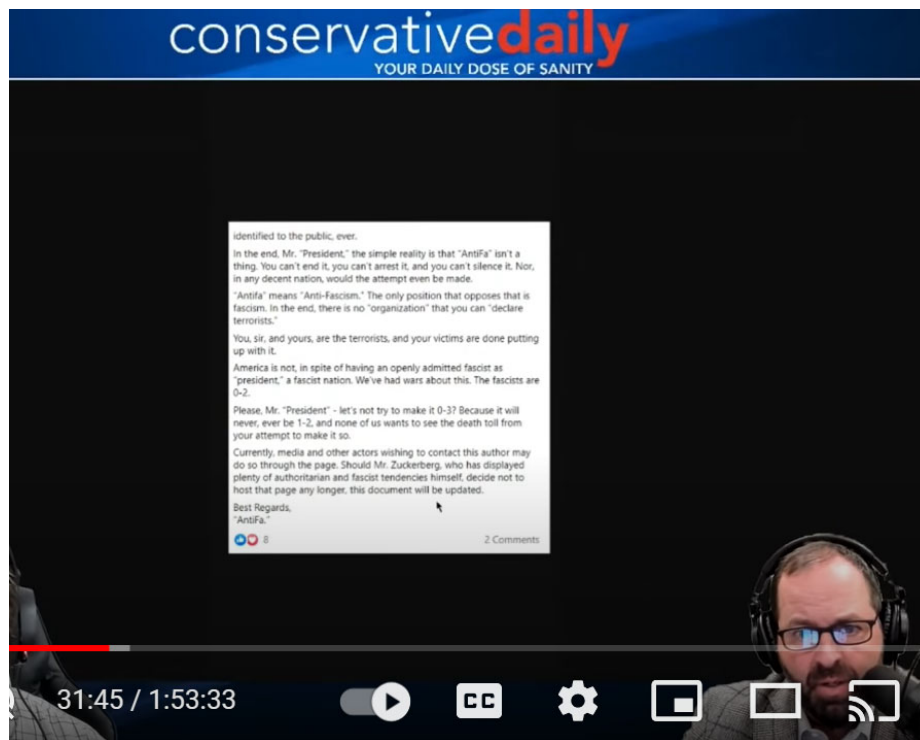 conservativedaily
YOUR DAILY DOSE OF SANITY
identified to the public, ever.
In the end, Mr. "President," the simple reality is that "AntiFa" isn't a
thing. You can't end it, you can't arrest it, and you can't silence it. Nor,
in any decent nation, would the attempt even be made.
"Antifa" means "Anti-Fascism." The only position that opposes that is
fascism. In the end, there is no "organization" that you can "declare
terrorists."
You, sir, and yours, are the terrorists, and your victims are done putting
up with it.
America is not, in spite of having an openly admitted fascist as
"president," a fascist nation. We've had wars about this. The fascists are
0-2.
Please, Mr. "President" - let's not try to make it 0-3? Because it will
never, ever be 1-2, and none of us wants to see the death toll from
your attempt to make it so.
Currently, media and other actors wishing to contact this author may
do so through the page. Should Mr. Zuckerberg, who has displayed
plenty of authoritarian and fascist tendencies himself, decide not to
host that page any longer, this document will be updated.
Best Regards,
"AntiFa."
8 2 Comments
31:45 / 1:53:33 CC